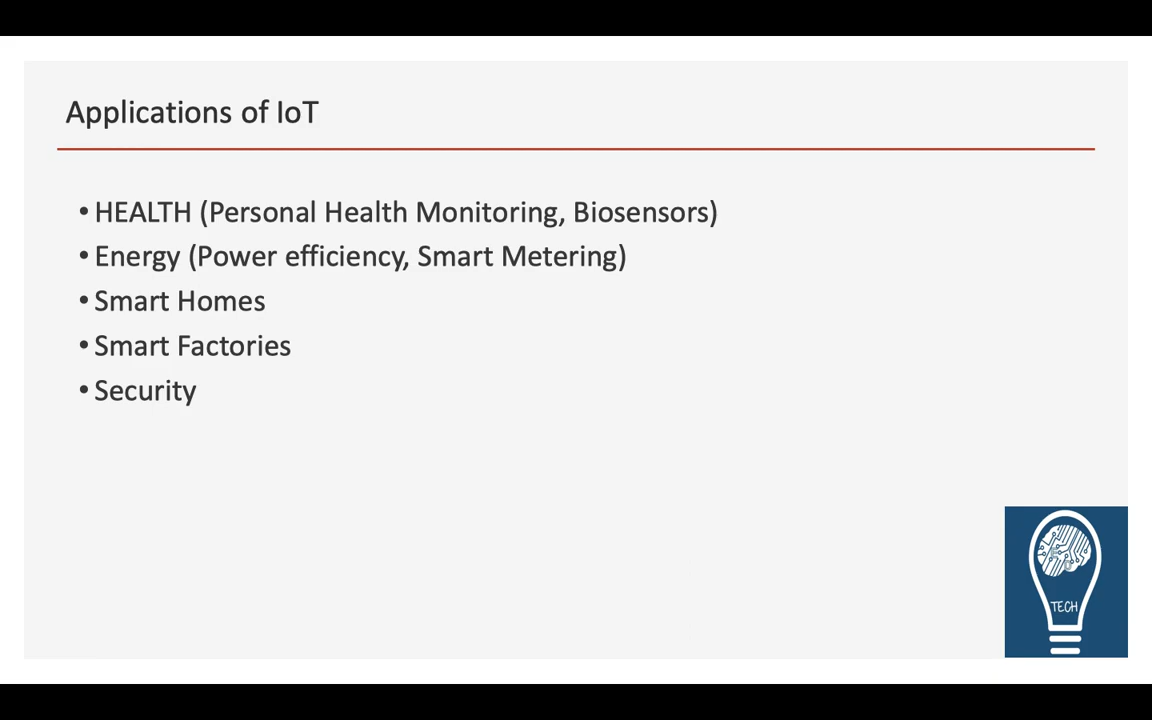 Applications of IoT
• HEALTH (Personal Health Monitoring, Biosensors)
• Energy (Power efficiency, Smart Metering)
• Smart Homes
• Smart Factories
• Security
TECH